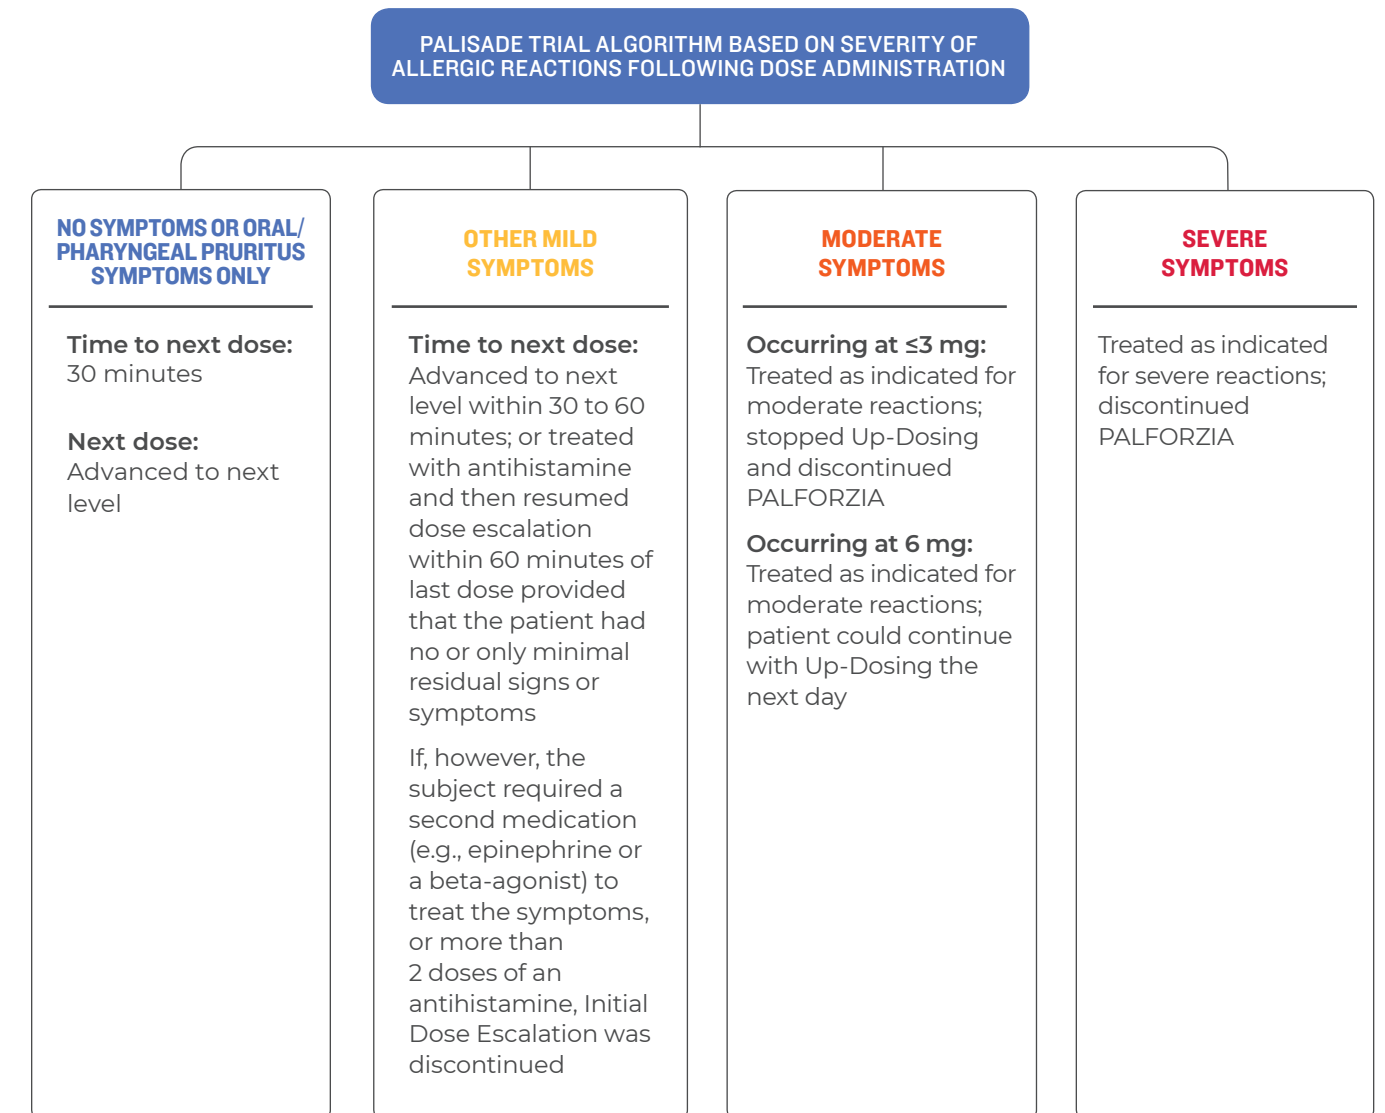 PALISADE TRIAL ALGORITHM BASED ON SEVERITY OF
ALLERGIC REACTIONS FOLLOWING DOSE ADMINISTRATION
NO SYMPTOMS OR ORAL/
PHARYNGEAL PRURITUS
SYMPTOMS ONLY
Time to next dose:
30 minutes
Next dose:
Advanced to next
level
OTHER MILD
SYMPTOMS
Time to next dose:
Advanced to next
level within 30 to 60
minutes; or treated
with antihistamine
and then resumed
dose escalation
within 60 minutes of
last dose provided
that the patient had
no or only minimal
residual signs or
symptoms
If, however, the
subject required a
second medication
(e.g., epinephrine or
a beta-agonist) to
treat the symptoms,
or more than
2 doses of an
antihistamine, Initial
Dose Escalation was
discontinued
MODERATE
SYMPTOMS
Occurring at ≤3 mg:
Treated as indicated for
moderate reactions;
stopped Up-Dosing
and discontinued
PALFORZIA
Occurring at 6 mg:
Treated as indicated for
moderate reactions;
patient could continue
with Up-Dosing the
next day
SEVERE
SYMPTOMS
Treated as indicated
for severe reactions;
discontinued
PALFORZIA